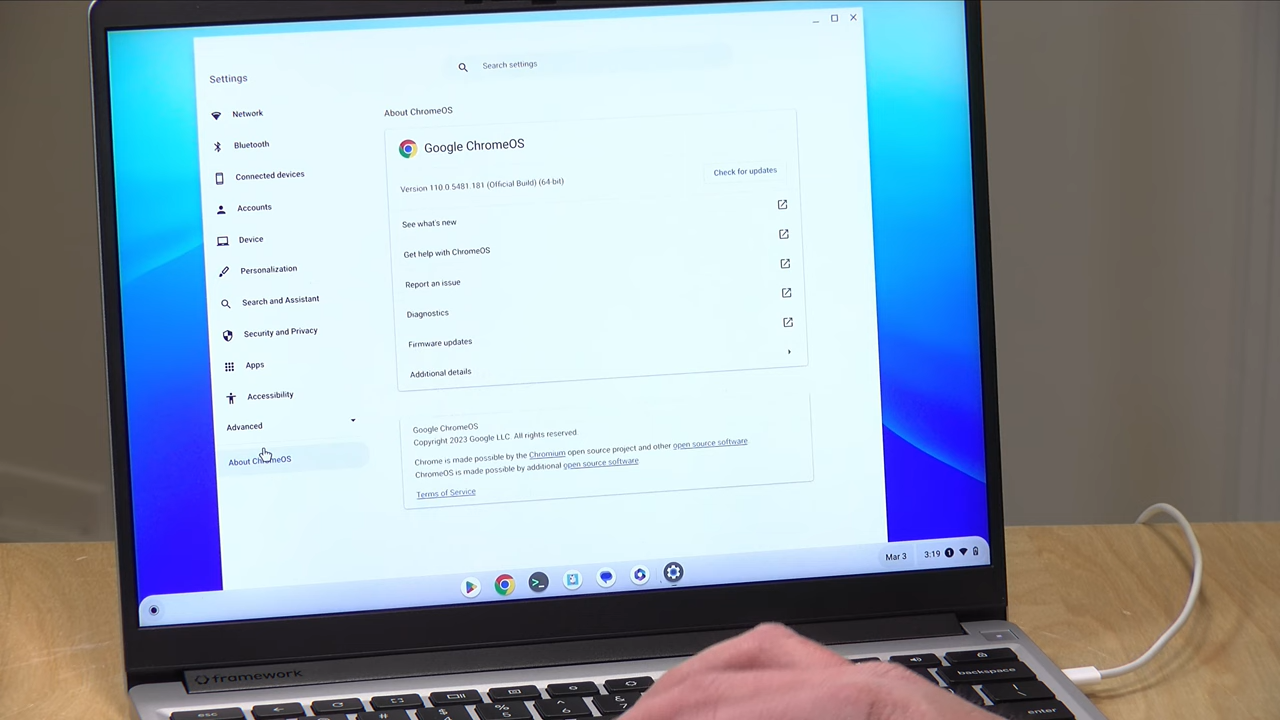 Settings
Search settings
Network
Bluetooth
Connected devices
Accounts
Device
Personalization
Search and Assistant
Security and Privacy
Apps
Accessibility
Advanced
About ChromeOS
About ChromeOS
Google ChromeOS
Version 110.0.5481.181 (Official Build) (64-bit)
Check for updates
See what's new
Get help with ChromeOS
Report an issue
Diagnostics
Firmware updates
Additional details
Google ChromeOS
Copyright 2023 Google LLC. All rights reserved.
Chrome is made possible by the Chromium open source project and other open source software
ChromeOS is made possible by additional open source software
Terms of Service
Mar 3
3:19
1
framework
esc
backspace
enter